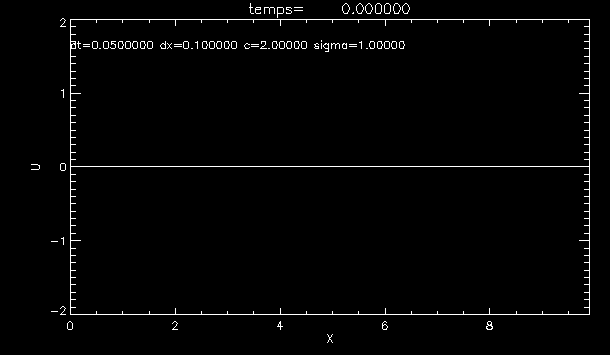 temps= 0.000000
2
dt=0.0500000 dx=0.100000 c=2.00000 sigma=1.00000
1
U 0
-1
-2
0 2 4 6 8
X